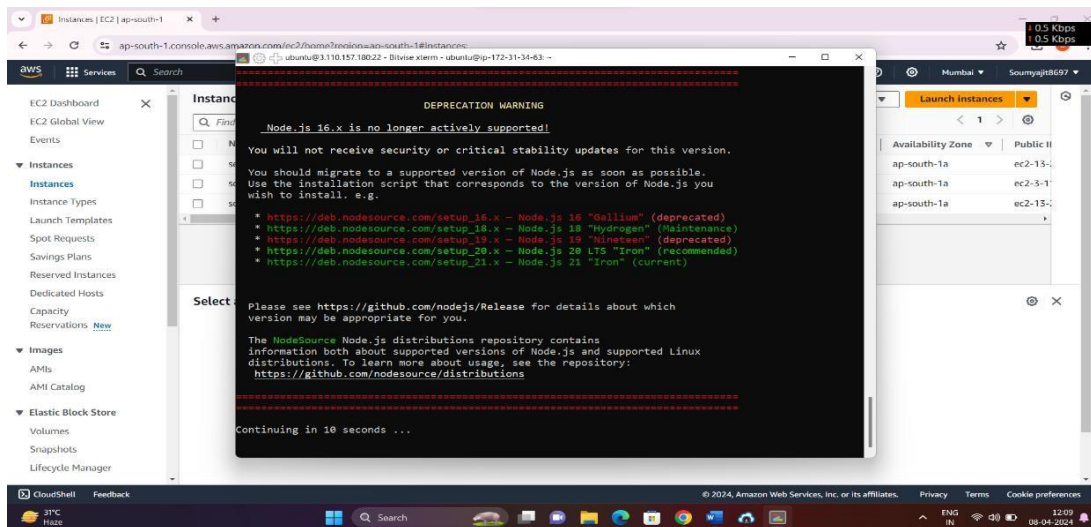 Instances | EC2 | ap-south-1
0.5 Kbps
0.5 Kbps
ap-south-1.console.aws.amazon.com/ec2/home?region=ap-south-1#Instances:
ubuntu@3.110.157.180:22 - Bitvise xterm - ubuntu@ip-172-31-34-63: ~
aws
Services
Search
Mumbai
Soumyajit8697
EC2 Dashboard
EC2 Global View
Events
Instances
Instances
Instance Types
Launch Templates
Spot Requests
Savings Plans
Reserved Instances
Dedicated Hosts
Capacity
Reservations New
Images
AMIs
AMI Catalog
Elastic Block Store
Volumes
Snapshots
Lifecycle Manager
Launch instances
1
Availability Zone
ap-south-1a
ec2-13-
ap-south-1a
ap-south-1a
ec2-13-
DEPRECATION WARNING
Node.js 16.x is no longer actively supported!
You will not receive security or critical stability updates for this version.
You should migrate to a supported version of Node.js as soon as possible.
Use the installation script that corresponds to the version of Node.js you
wish to install. e.g.
* https://deb.nodesource.com/setup_16.x — Node.js 16 "Gallium" (deprecated)
* https://deb.nodesource.com/setup_18.x — Node.js 18 "Hydrogen" (Maintenance)
* https://deb.nodesource.com/setup_19.x — Node.js 19 "Nineteen" (deprecated)
* https://deb.nodesource.com/setup_20.x — Node.js 20 LTS "Iron" (recommended)
* https://deb.nodesource.com/setup_21.x — Node.js 21 "Iron" (current)
Please see https://github.com/nodejs/Release for details about which
version may be appropriate for you.
The NodeSource Node.js distributions repository contains
information both about supported versions of Node.js and supported Linux
distributions. To learn more about usage, see the repository:
https://github.com/nodesource/distributions
Continuing in 10 seconds ...
CloudShell
Feedback
© 2024, Amazon Web Services, Inc. or its affiliates.
Privacy
Terms
Cookie preferences
31°C
Haze
Search
ENG
IN
12:09
08-04-2024